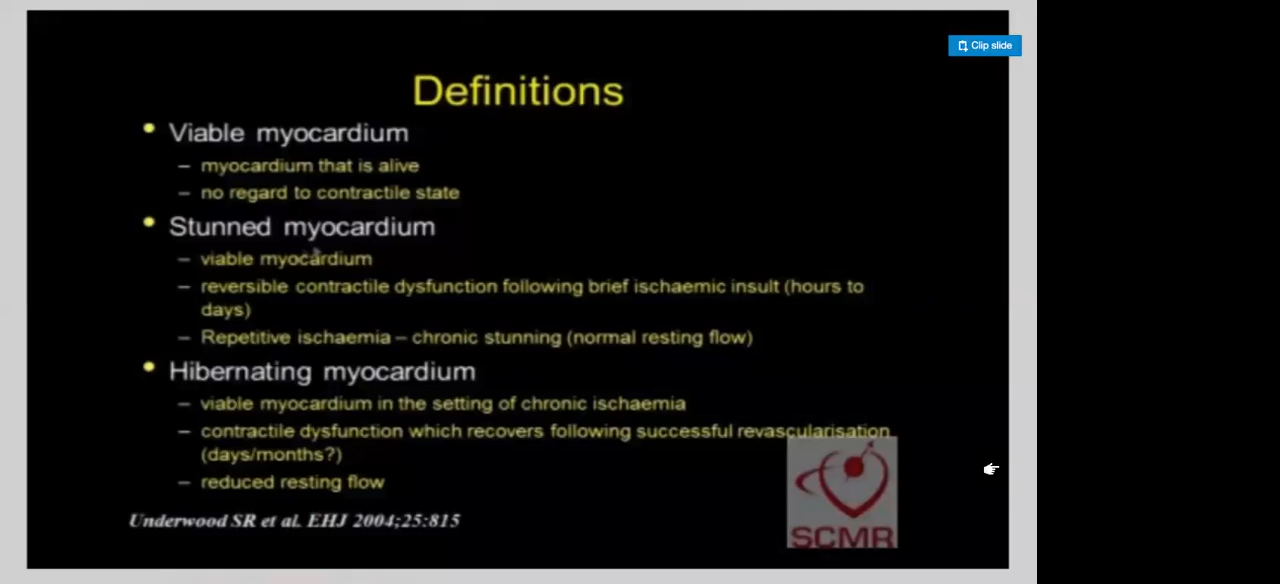 Clip slide
Definitions
• Viable myocardium
– myocardium that is alive
– no regard to contractile state
• Stunned myocardium
– viable myocardium
– reversible contractile dysfunction following brief ischaemic insult (hours to
days)
– Repetitive ischaemia – chronic stunning (normal resting flow)
• Hibernating myocardium
– viable myocardium in the setting of chronic ischaemia
– contractile dysfunction which recovers following successful revascularisation
(days/months?)
– reduced resting flow
Underwood SR et al. EHJ 2004;25:815
SCMR